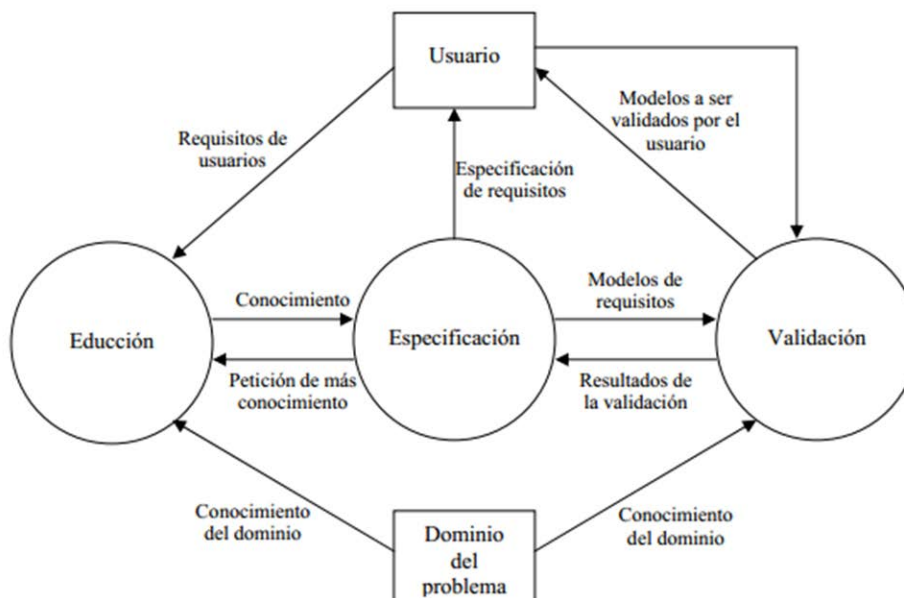 Usuario
Modelos a ser
validados por el
usuario
Requisitos de
usuarios
Especificación
de requisitos
Conocimiento
Modelos de
requisitos
Educción
Especificación
Validación
Petición de más
conocimiento
Resultados de
la validación
Conocimiento
del dominio
Dominio
del
problema
Conocimiento
del dominio